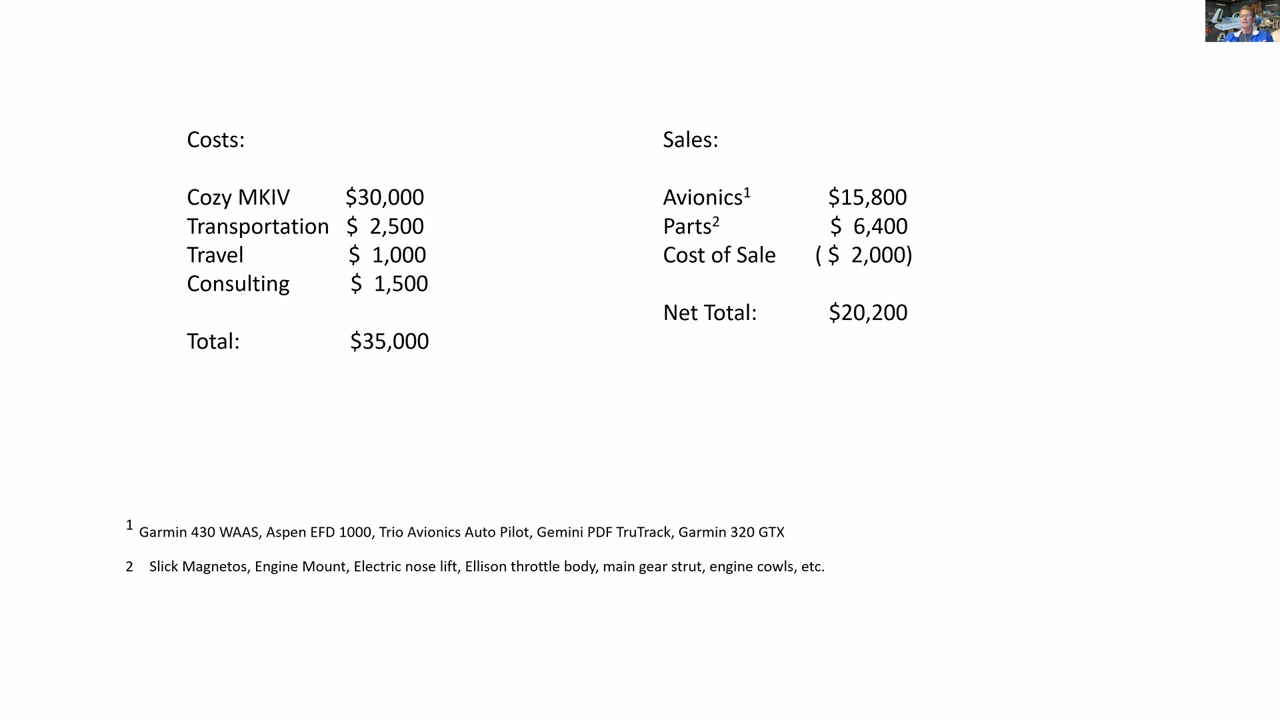 Costs:
Cozy MKIV $30,000
Transportation $ 2,500
Travel $ 1,000
Consulting $ 1,500
Total: $35,000
Sales:
Avionics¹ $15,800
Parts² $ 6,400
Cost of Sale ( $ 2,000)
Net Total: $20,200
1 Garmin 430 WAAS, Aspen EFD 1000, Trio Avionics Auto Pilot, Gemini PDF TruTrack, Garmin 320 GTX
2 Slick Magnetos, Engine Mount, Electric nose lift, Ellison throttle body, main gear strut, engine cowls, etc.